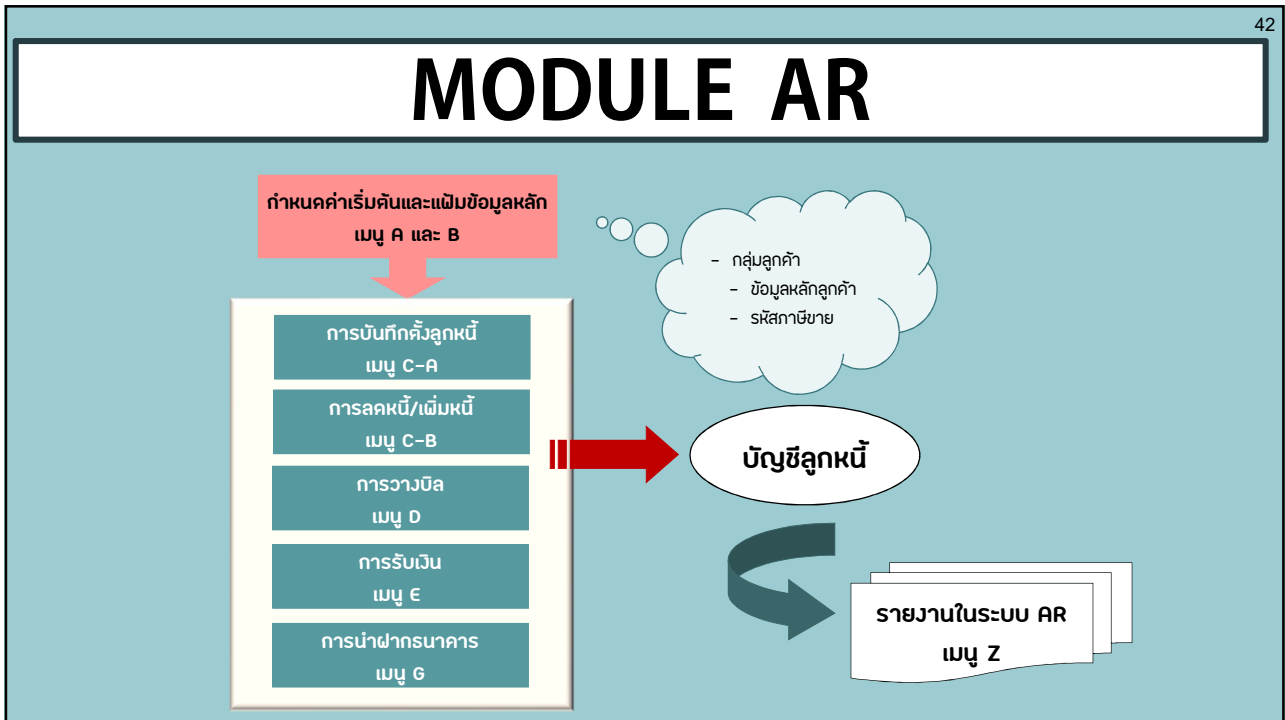 42
MODULE AR
กำหนดค่าเริ่มต้นและแฟ้มข้อมูลหลัก
เมนู A และ B
- กลุ่มลูกค้า
- ข้อมูลหลักลูกค้า
- รหัสภาษีขาย
การบันทึกตั้งลูกหนี้
เมนู C-A
การลดหนี้/เพิ่มหนี้
เมนู C-B
การวางบิล
เมนู D
การรับเงิน
เมนู E
การนำฝากธนาคาร
เมนู G
บัญชีลูกหนี้
รายงานในระบบ AR
เมนู Z